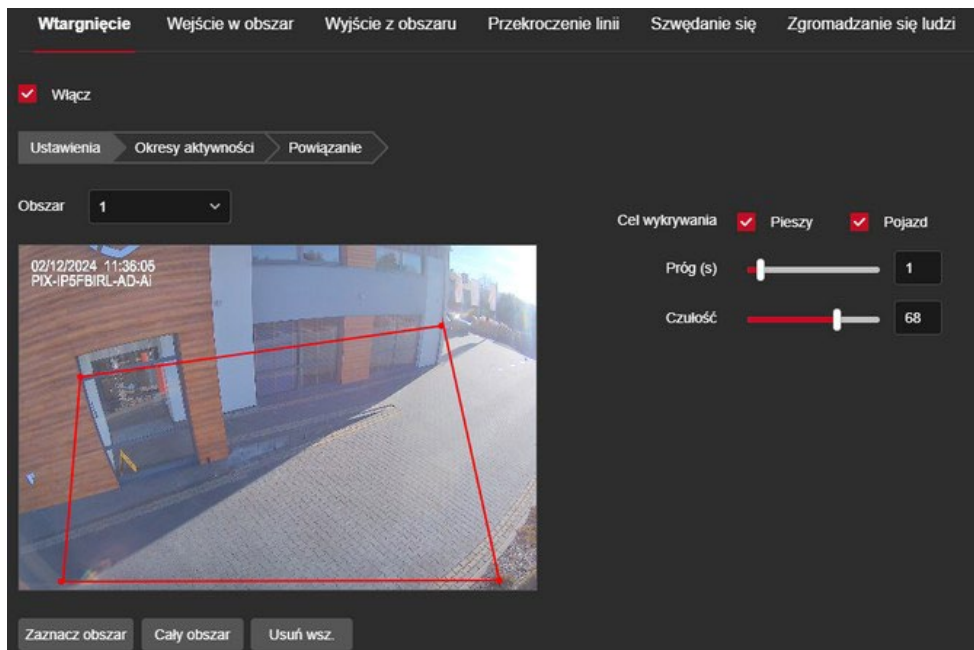 Wtargnięcie Wejście w obszar Wyjście z obszaru Przekroczenie linii Szwędanie się Zgromadzanie się ludzi
Włącz
Ustawienia Okresy aktywności Powiązanie
Obszar 1
Cel wykrywania Pieszy Pojazd
Próg (s) 1
Czułość 68
02/12/2024 11:36:05
PIX-IP5FBIRL-AD-Ai
Zaznacz obszar Cały obszar Usuń wsz.